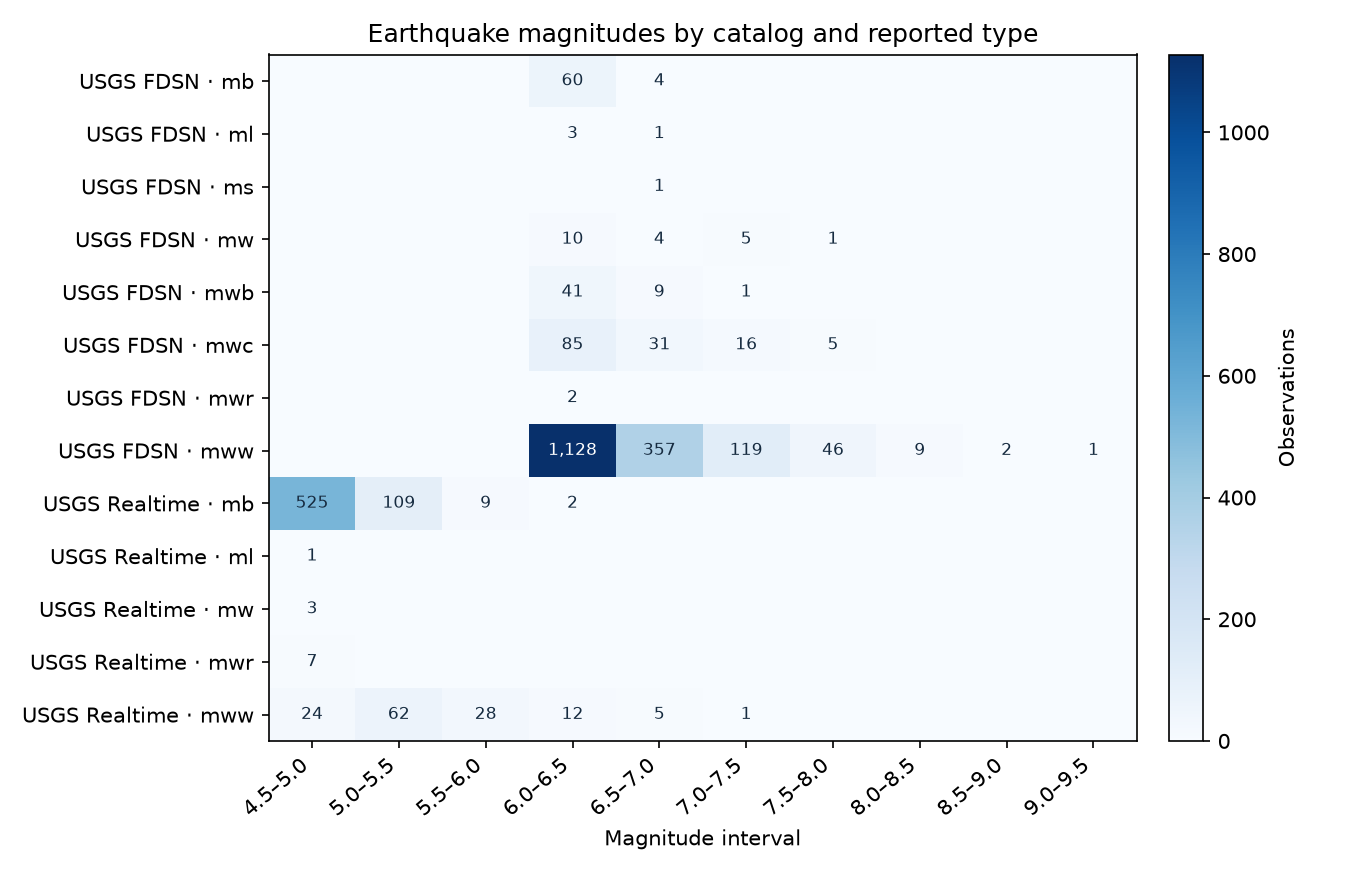 Earthquake magnitudes by catalog and reported type
USGS FDSN · mb 60 4
USGS FDSN · ml 3 1
USGS FDSN · ms 1
USGS FDSN · mw 10 4 5 1
USGS FDSN · mwb 41 9 1
USGS FDSN · mwc 85 31 16 5
USGS FDSN · mwr 2
USGS FDSN · mww 1,128 357 119 46 9 2 1
USGS Realtime · mb 525 109 9 2
USGS Realtime · ml 1
USGS Realtime · mw 3
USGS Realtime · mwr 7
USGS Realtime · mww 24 62 28 12 5 1
4.5–5.0 5.0–5.5 5.5–6.0 6.0–6.5 6.5–7.0 7.0–7.5 7.5–8.0 8.0–8.5 8.5–9.0 9.0–9.5
Magnitude interval
1000
800
600
400
200
0
Observations